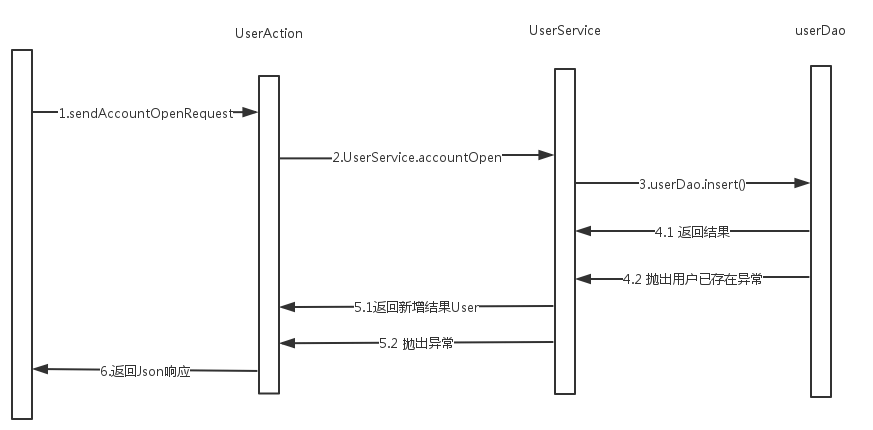 UserAction
UserService
userDao
1.sendAccountOpenRequest
2.UserService.accountOpen
3.userDao.insert()
4.1 返回结果
4.2 抛出用户已存在异常
5.1返回新增结果User
5.2 抛出异常
6.返回Json响应